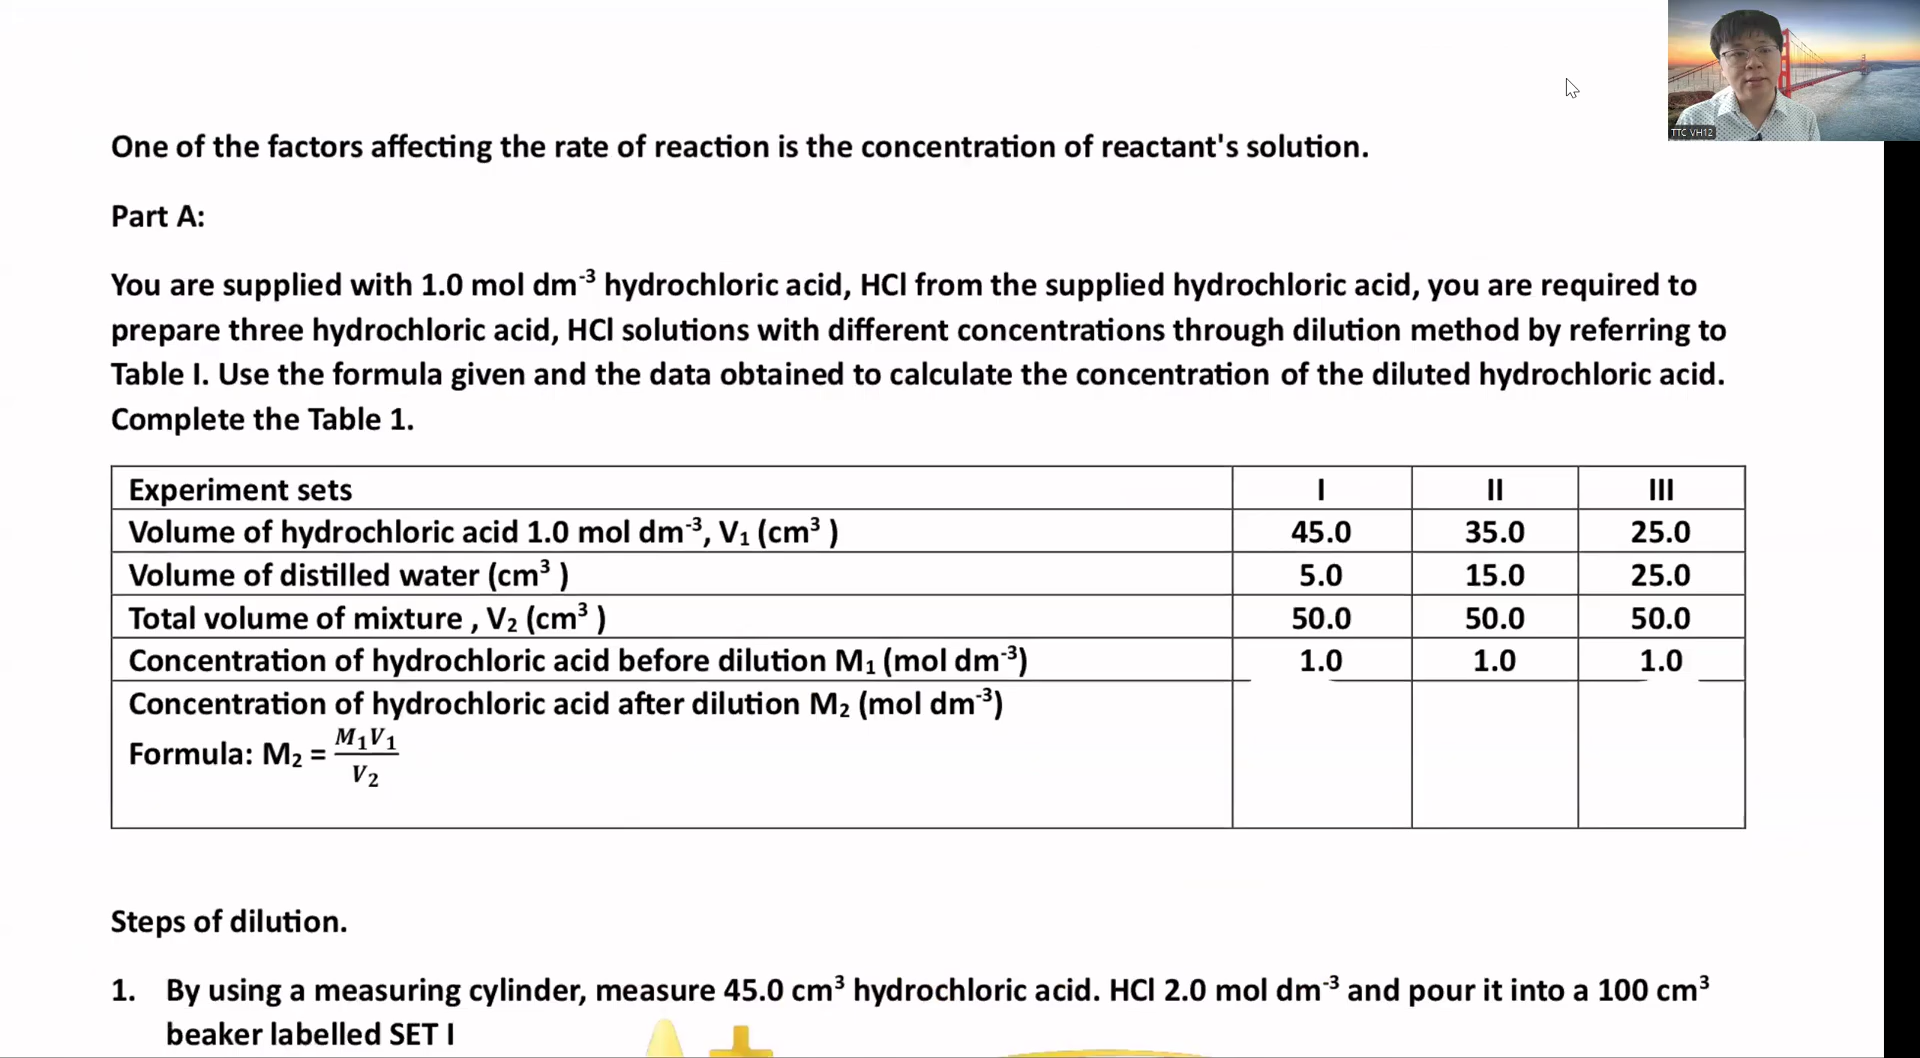 TTC VH12
One of the factors affecting the rate of reaction is the concentration of reactant's solution.
Part A:
You are supplied with 1.0 mol dm⁻³ hydrochloric acid, HCl from the supplied hydrochloric acid, you are required to
prepare three hydrochloric acid, HCl solutions with different concentrations through dilution method by referring to
Table I. Use the formula given and the data obtained to calculate the concentration of the diluted hydrochloric acid.
Complete the Table 1.
Experiment sets I II III
Volume of hydrochloric acid 1.0 mol dm⁻³, V₁ (cm³ ) 45.0 35.0 25.0
Volume of distilled water (cm³ ) 5.0 15.0 25.0
Total volume of mixture , V₂ (cm³ ) 50.0 50.0 50.0
Concentration of hydrochloric acid before dilution M₁ (mol dm⁻³) 1.0 1.0 1.0
Concentration of hydrochloric acid after dilution M₂ (mol dm⁻³)
Formula: M₂ = M₁V₁/V₂
Steps of dilution.
1. By using a measuring cylinder, measure 45.0 cm³ hydrochloric acid. HCl 2.0 mol dm⁻³ and pour it into a 100 cm³
beaker labelled SET I